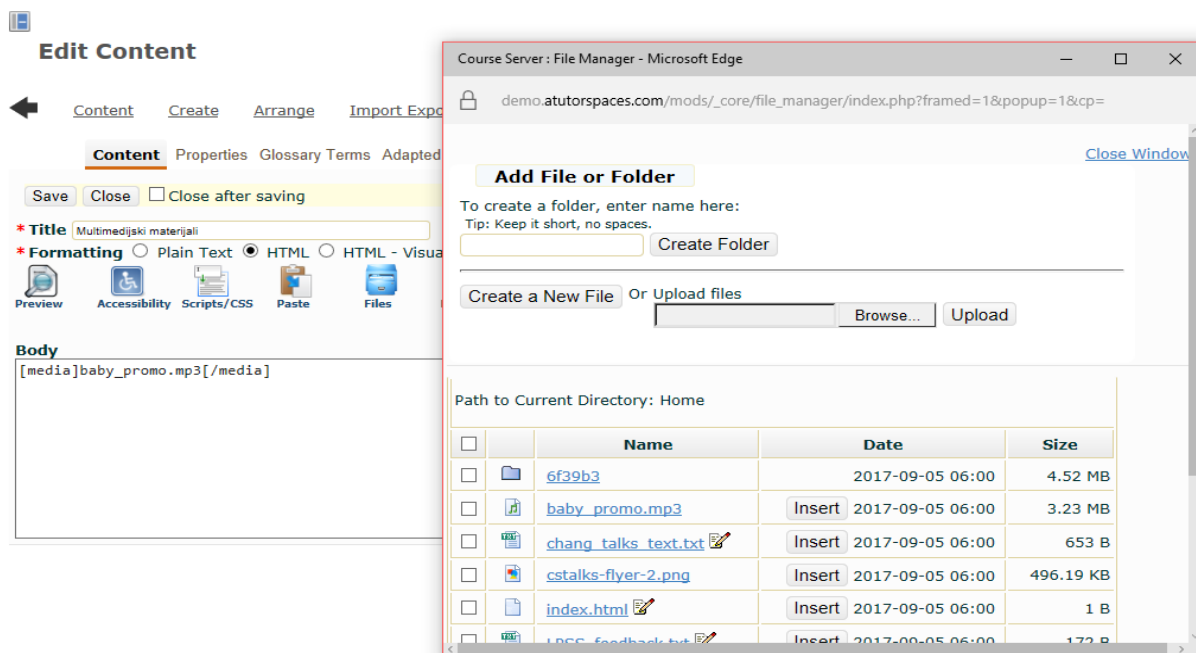 Edit Content
Content Create Arrange Import Expo
Content Properties Glossary Terms Adapted
Save Close Close after saving
* Title Multimedijski materijali
* Formatting Plain Text HTML HTML - Visua
Preview Accessibility Scripts/CSS Paste Files
Body
[media]baby_promo.mp3[/media]
Course Server : File Manager - Microsoft Edge
demo.atutorspaces.com/mods/_core/file_manager/index.php?framed=1&popup=1&cp=
Close Window
Add File or Folder
To create a folder, enter name here:
Tip: Keep it short, no spaces.
Create Folder
Create a New File Or Upload files
Browse... Upload
Path to Current Directory: Home
Name Date Size
6f39b3 2017-09-05 06:00 4.52 MB
baby_promo.mp3 Insert 2017-09-05 06:00 3.23 MB
chang_talks_text.txt Insert 2017-09-05 06:00 653 B
cstalks-flyer-2.png Insert 2017-09-05 06:00 496.19 KB
index.html Insert 2017-09-05 06:00 1 B
Insert 2017-09-05 06:00 172 B